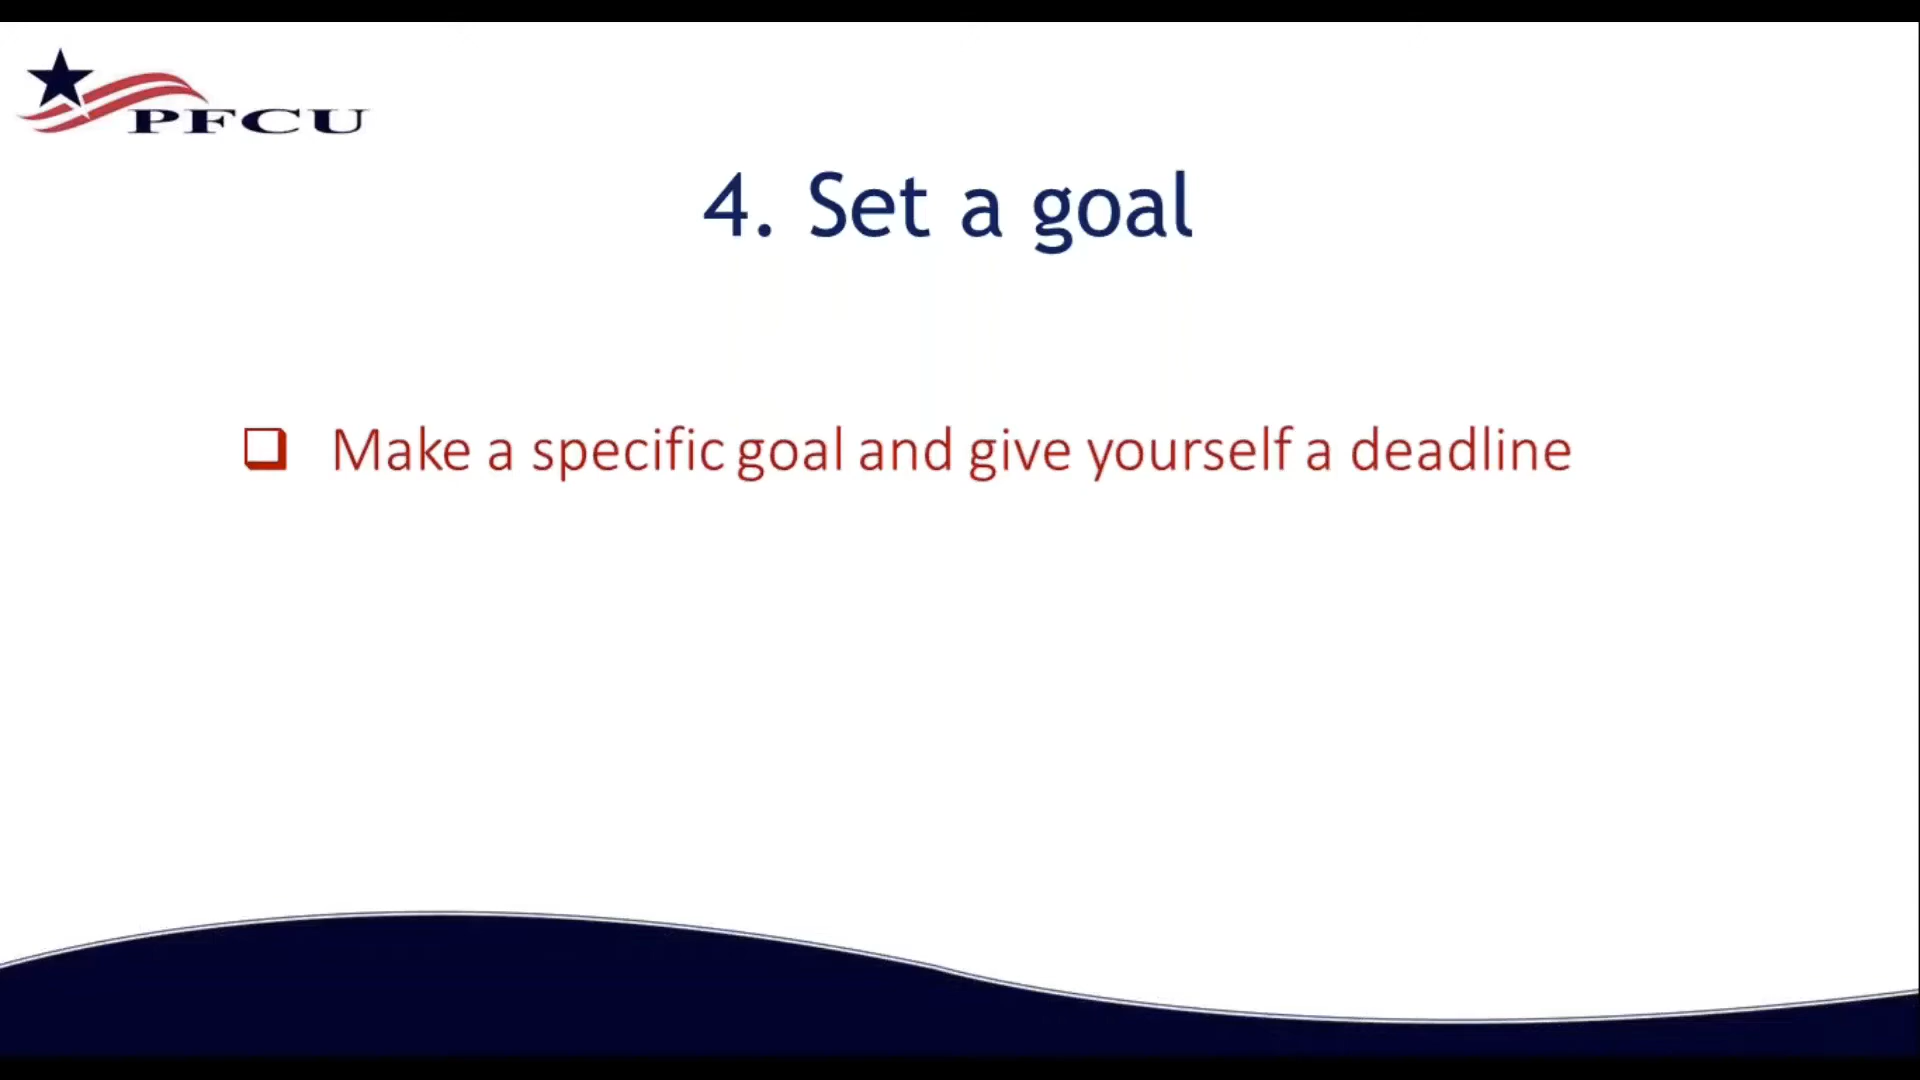 PFCU
4. Set a goal
❑ Make a specific goal and give yourself a deadline